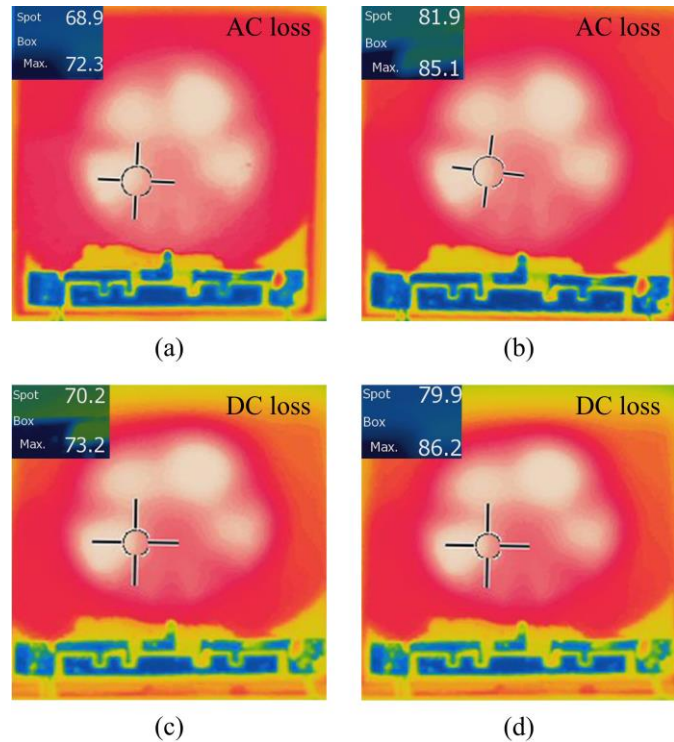 Spot 68.9
AC loss
Box
Max. 72.3
(a)
Spot 81.9
AC loss
Box
Max. 85.1
(b)
Spot 70.2
DC loss
Box
Max. 73.2
(c)
Spot 79.9
DC loss
Box
Max. 86.2
(d)